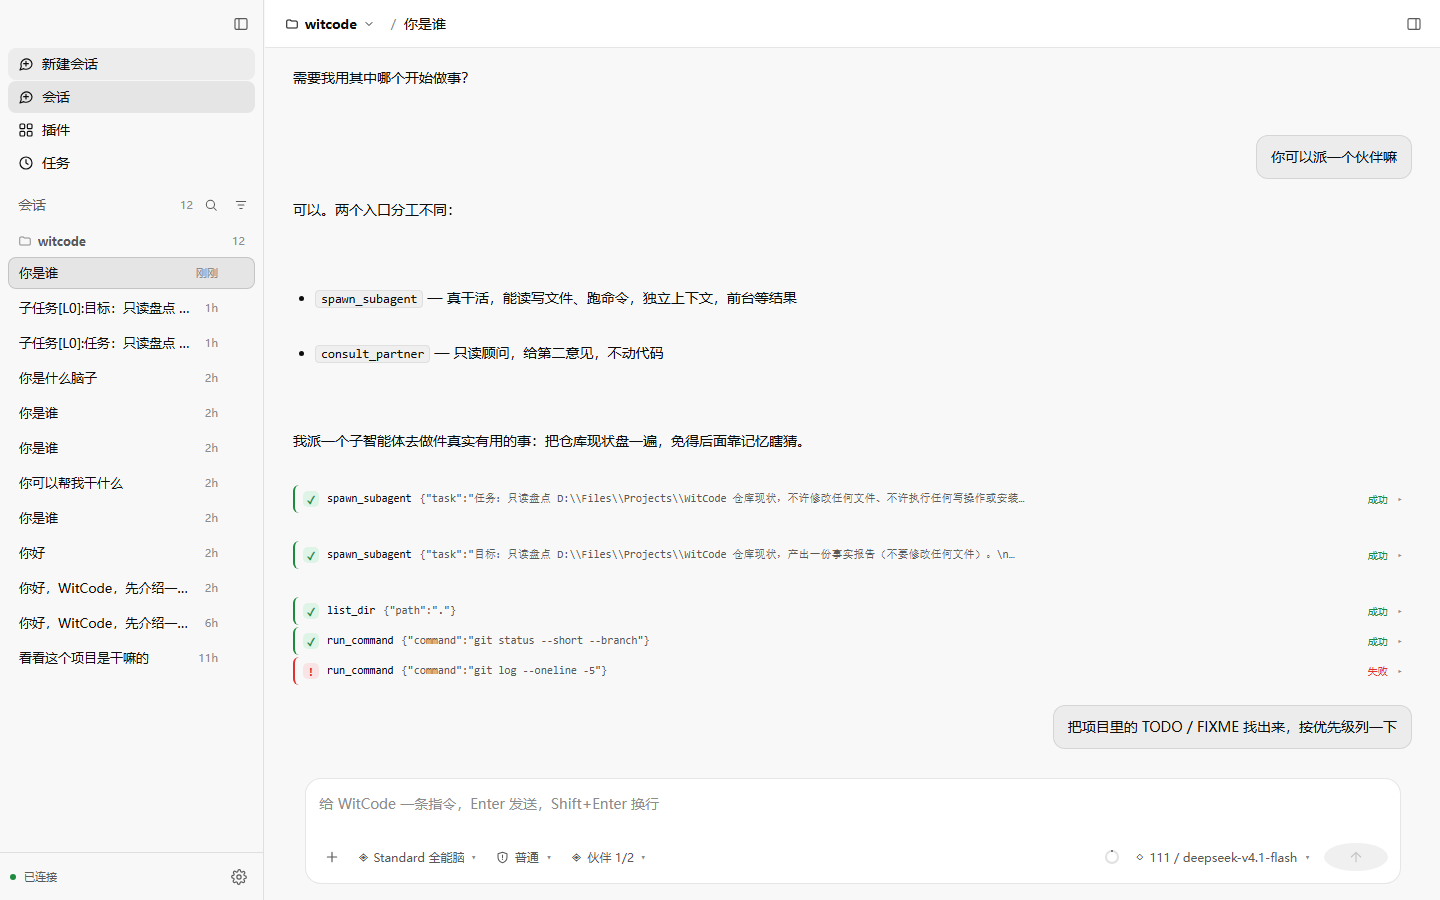 新建会话
会话
插件
任务
会话 12
witcode 12
你是谁 刚刚
子任务[L0]:目标：只读盘点 ... 1h
子任务[L0]:任务：只读盘点 ... 1h
你是什么脑子 2h
你是谁 2h
你是谁 2h
你可以帮我干什么 2h
你是谁 2h
你好 2h
你好，WitCode，先介绍一... 2h
你好，WitCode，先介绍一... 6h
看看这个项目是干嘛的 11h
已连接
witcode / 你是谁
需要我用其中哪个开始做事？
你可以派一个伙伴嘛
可以。两个入口分工不同：
• spawn_subagent — 真干活，能读写文件、跑命令，独立上下文，前台等结果
• consult_partner — 只读顾问，给第二意见，不动代码
我派一个子智能体去做件真实有用的事：把仓库现状盘一遍，免得后面靠记忆瞎猜。
spawn_subagent {"task":"任务：只读盘点 D:\\Files\\Projects\\WitCode 仓库现状，不许修改任何文件、不许执行任何写操作或安装… 成功
spawn_subagent {"task":"目标：只读盘点 D:\\Files\\Projects\\WitCode 仓库现状，产出一份事实报告（不要修改任何文件）。\n… 成功
list_dir {"path":"."} 成功
run_command {"command":"git status --short --branch"} 成功
run_command {"command":"git log --oneline -5"} 失败
把项目里的 TODO / FIXME 找出来，按优先级列一下
给 WitCode 一条指令，Enter 发送，Shift+Enter 换行
Standard 全能脑 普通 伙伴 1/2 111 / deepseek-v4.1-flash